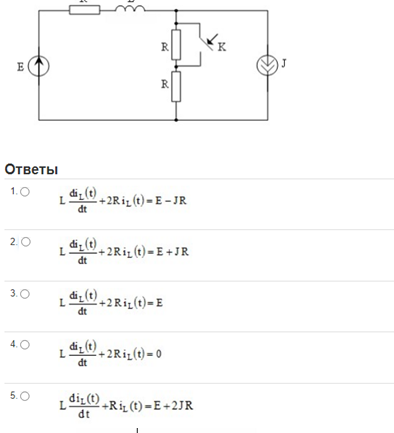 R
K
E
J
R
Ответы
1. L di_L(t)/dt + 2R i_L(t) = E − JR
2. L di_L(t)/dt + 2R i_L(t) = E + JR
3. L di_L(t)/dt + 2R i_L(t) = E
4. L di_L(t)/dt + 2R i_L(t) = 0
5. L di_L(t)/dt + R i_L(t) = E + 2JR